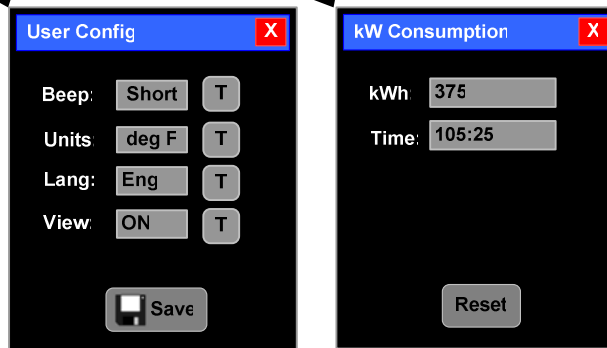 User Config X
Beep: Short T
Units: deg F T
Lang: Eng T
View: ON T
Save
kW Consumption X
kWh: 375
Time: 105:25
Reset